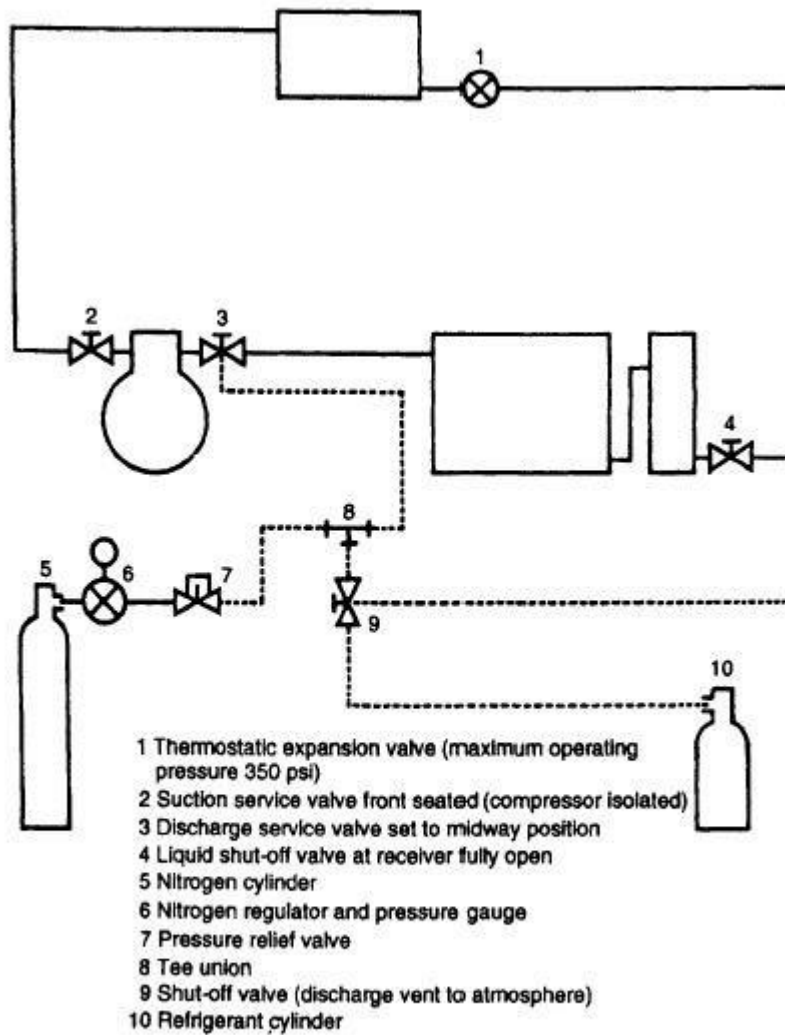 1
2
3
4
8
5
6
7
9
10
1 Thermostatic expansion valve (maximum operating
pressure 350 psi)
2 Suction service valve front seated (compressor isolated)
3 Discharge service valve set to midway position
4 Liquid shut-off valve at receiver fully open
5 Nitrogen cylinder
6 Nitrogen regulator and pressure gauge
7 Pressure relief valve
8 Tee union
9 Shut-off valve (discharge vent to atmosphere)
10 Refrigerant cylinder